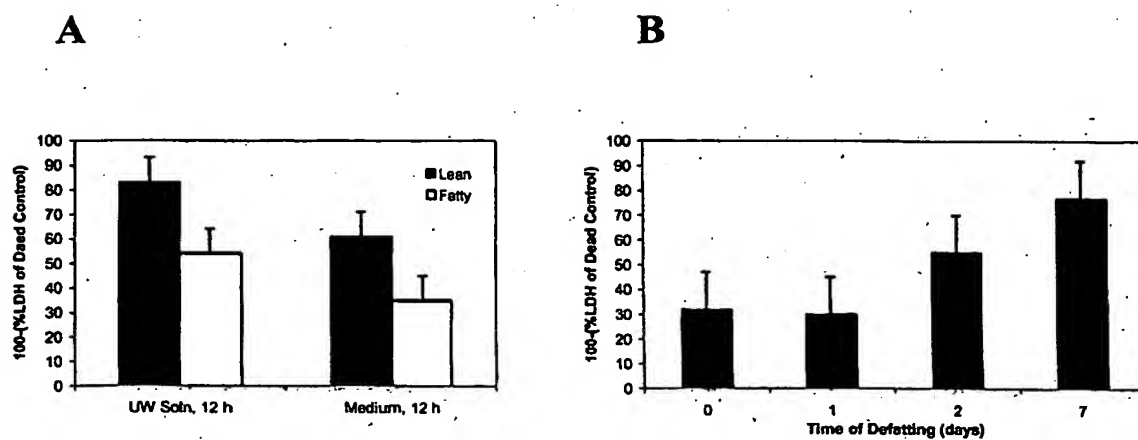 A
100-(%LDH of Daed Control)
100
90
80
70
60
50
40
30
20
10
0
Lean
Fatty
UW Soln, 12 h
Medium, 12 h
B
100-(%LDH of Dead Control)
100
90
80
70
60
50
40
30
20
10
0
0
1
2
7
Time of Defatting (days)